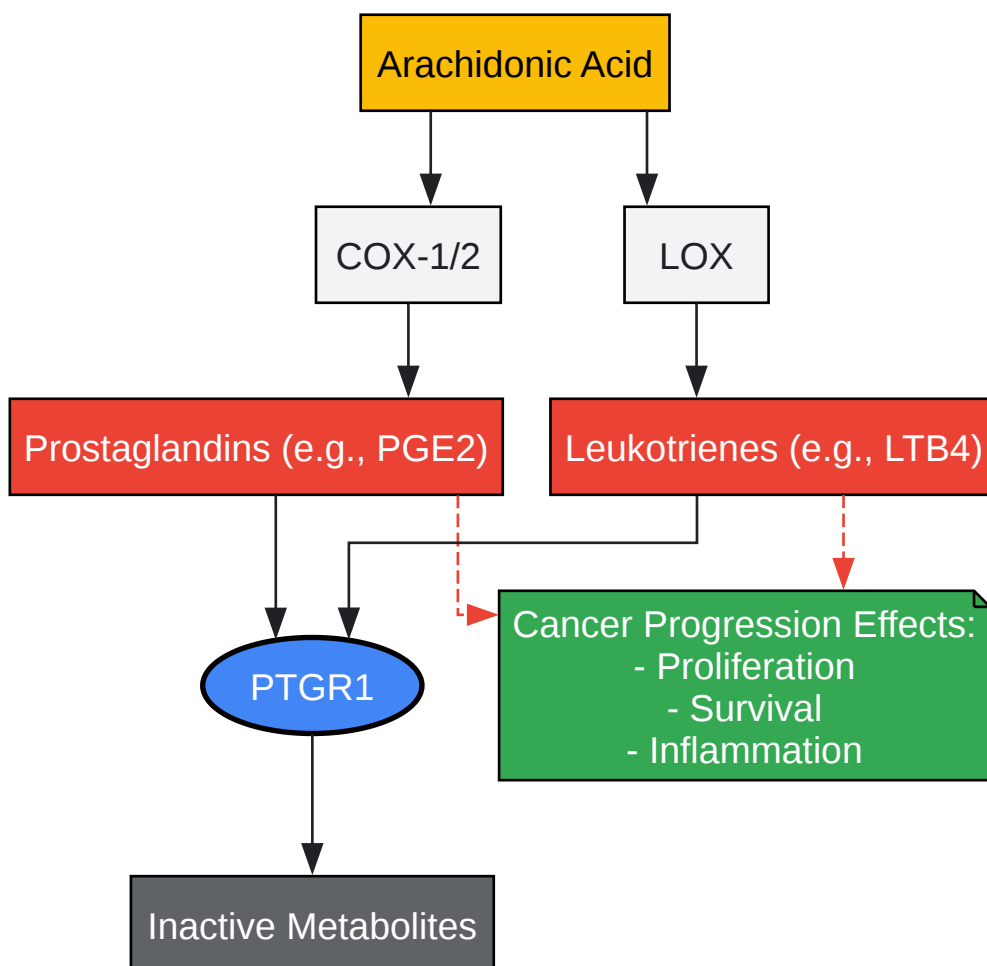 Arachidonic Acid
COX-1/2
LOX
Prostaglandins (e.g., PGE2)
Leukotrienes (e.g., LTB4)
Cancer Progression Effects:
- Proliferation
- Survival
- Inflammation
PTGR1
Inactive Metabolites